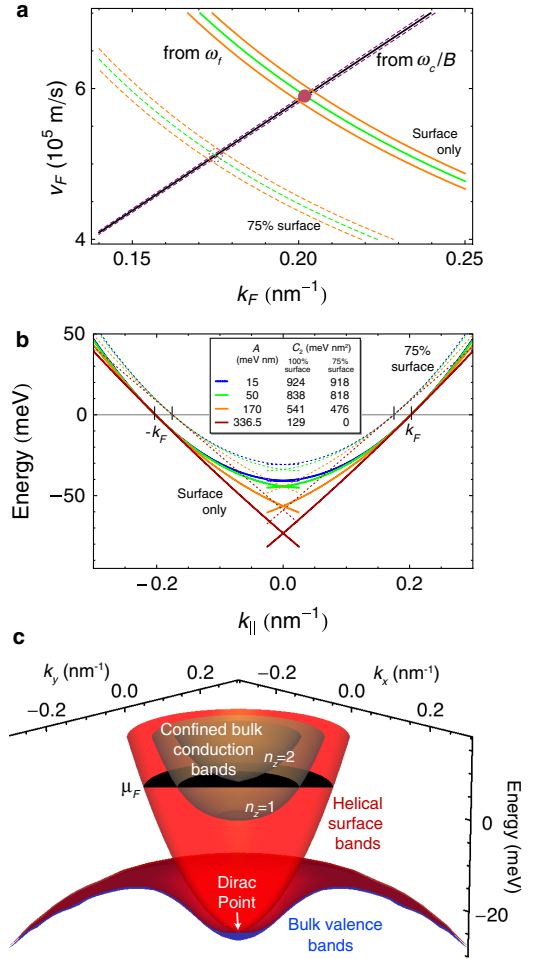 a
from ω_f
from ω_c/B
Surface
only
75% surface
v_F (10^5 m/s)
6
4
0.15
0.20
0.25
k_F (nm^−1)
b
A
(meV nm)
C_2 (meV nm²)
100%
surface
75%
surface
15 924 918
50 838 818
170 541 476
336.5 129 0
75%
surface
-k_F
k_F
Surface
only
Energy (meV)
50
0
−50
−0.2
0.0
0.2
k_|| (nm^−1)
c
k_y (nm^-1)
k_x (nm^-1)
−0.2
0.0
0.2
−0.2
0.0
0.2
Confined bulk
conduction
bands
n_z=2
n_z=1
μ_F
Helical
surface
bands
Dirac
Point
Bulk valence
bands
Energy (meV)
0
−20